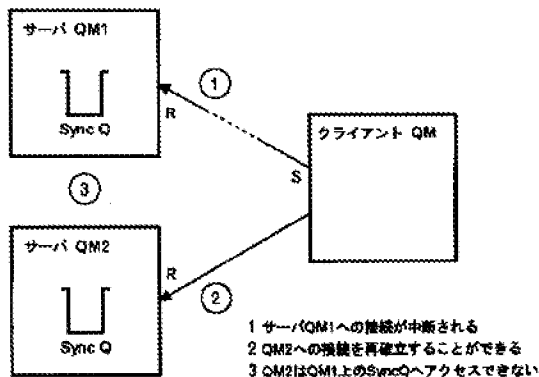 サーバ QM1
Sync Q
1
R
クライアント QM
S
3
サーバ QM2
Sync Q
R
2
1 サーバQM1への接続が中断される
2 QM2への接続を再確立することができる
3 QM2はQM1上のSyncQへアクセスできない